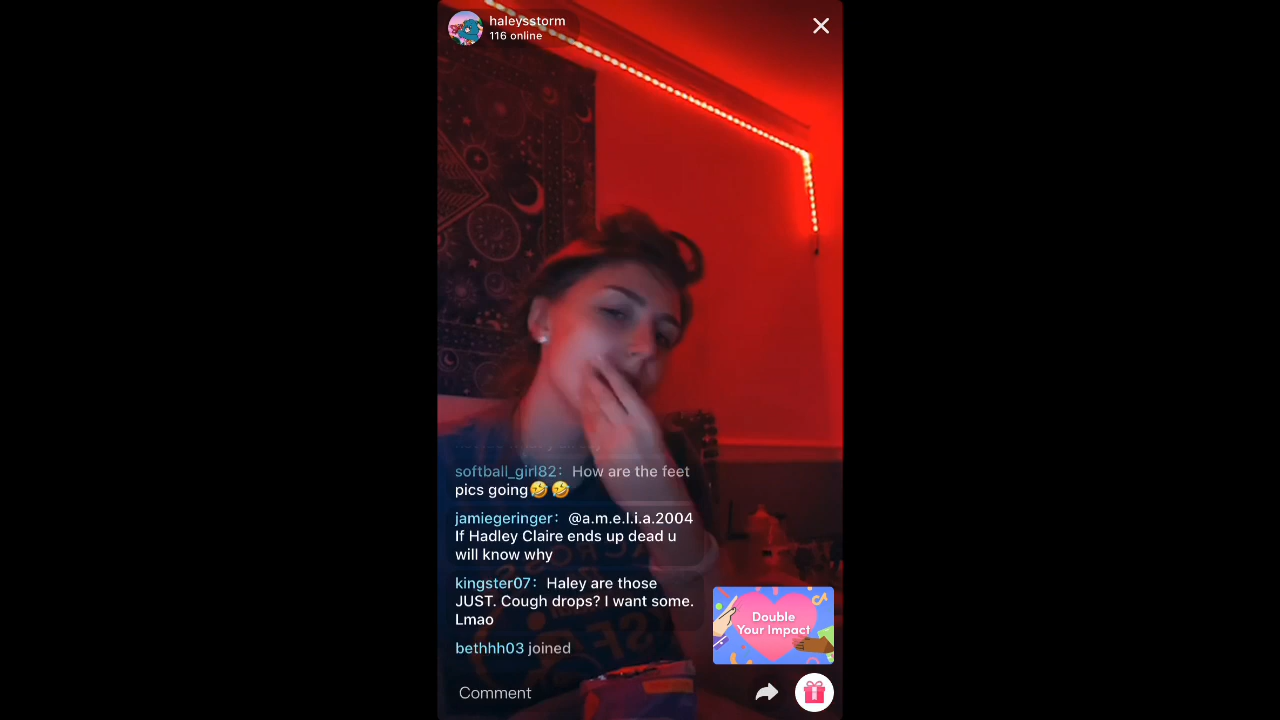 haleysstorm
116 online
softball_girl82: How are the feet
pics going🤣🤣
jamiegeringer: @a.m.e.l.i.a.2004
If Hadley Claire ends up dead u
will know why
kingster07: Haley are those
JUST. Cough drops? I want some.
Lmao
bethhh03 joined
Double
Your Impact
Comment